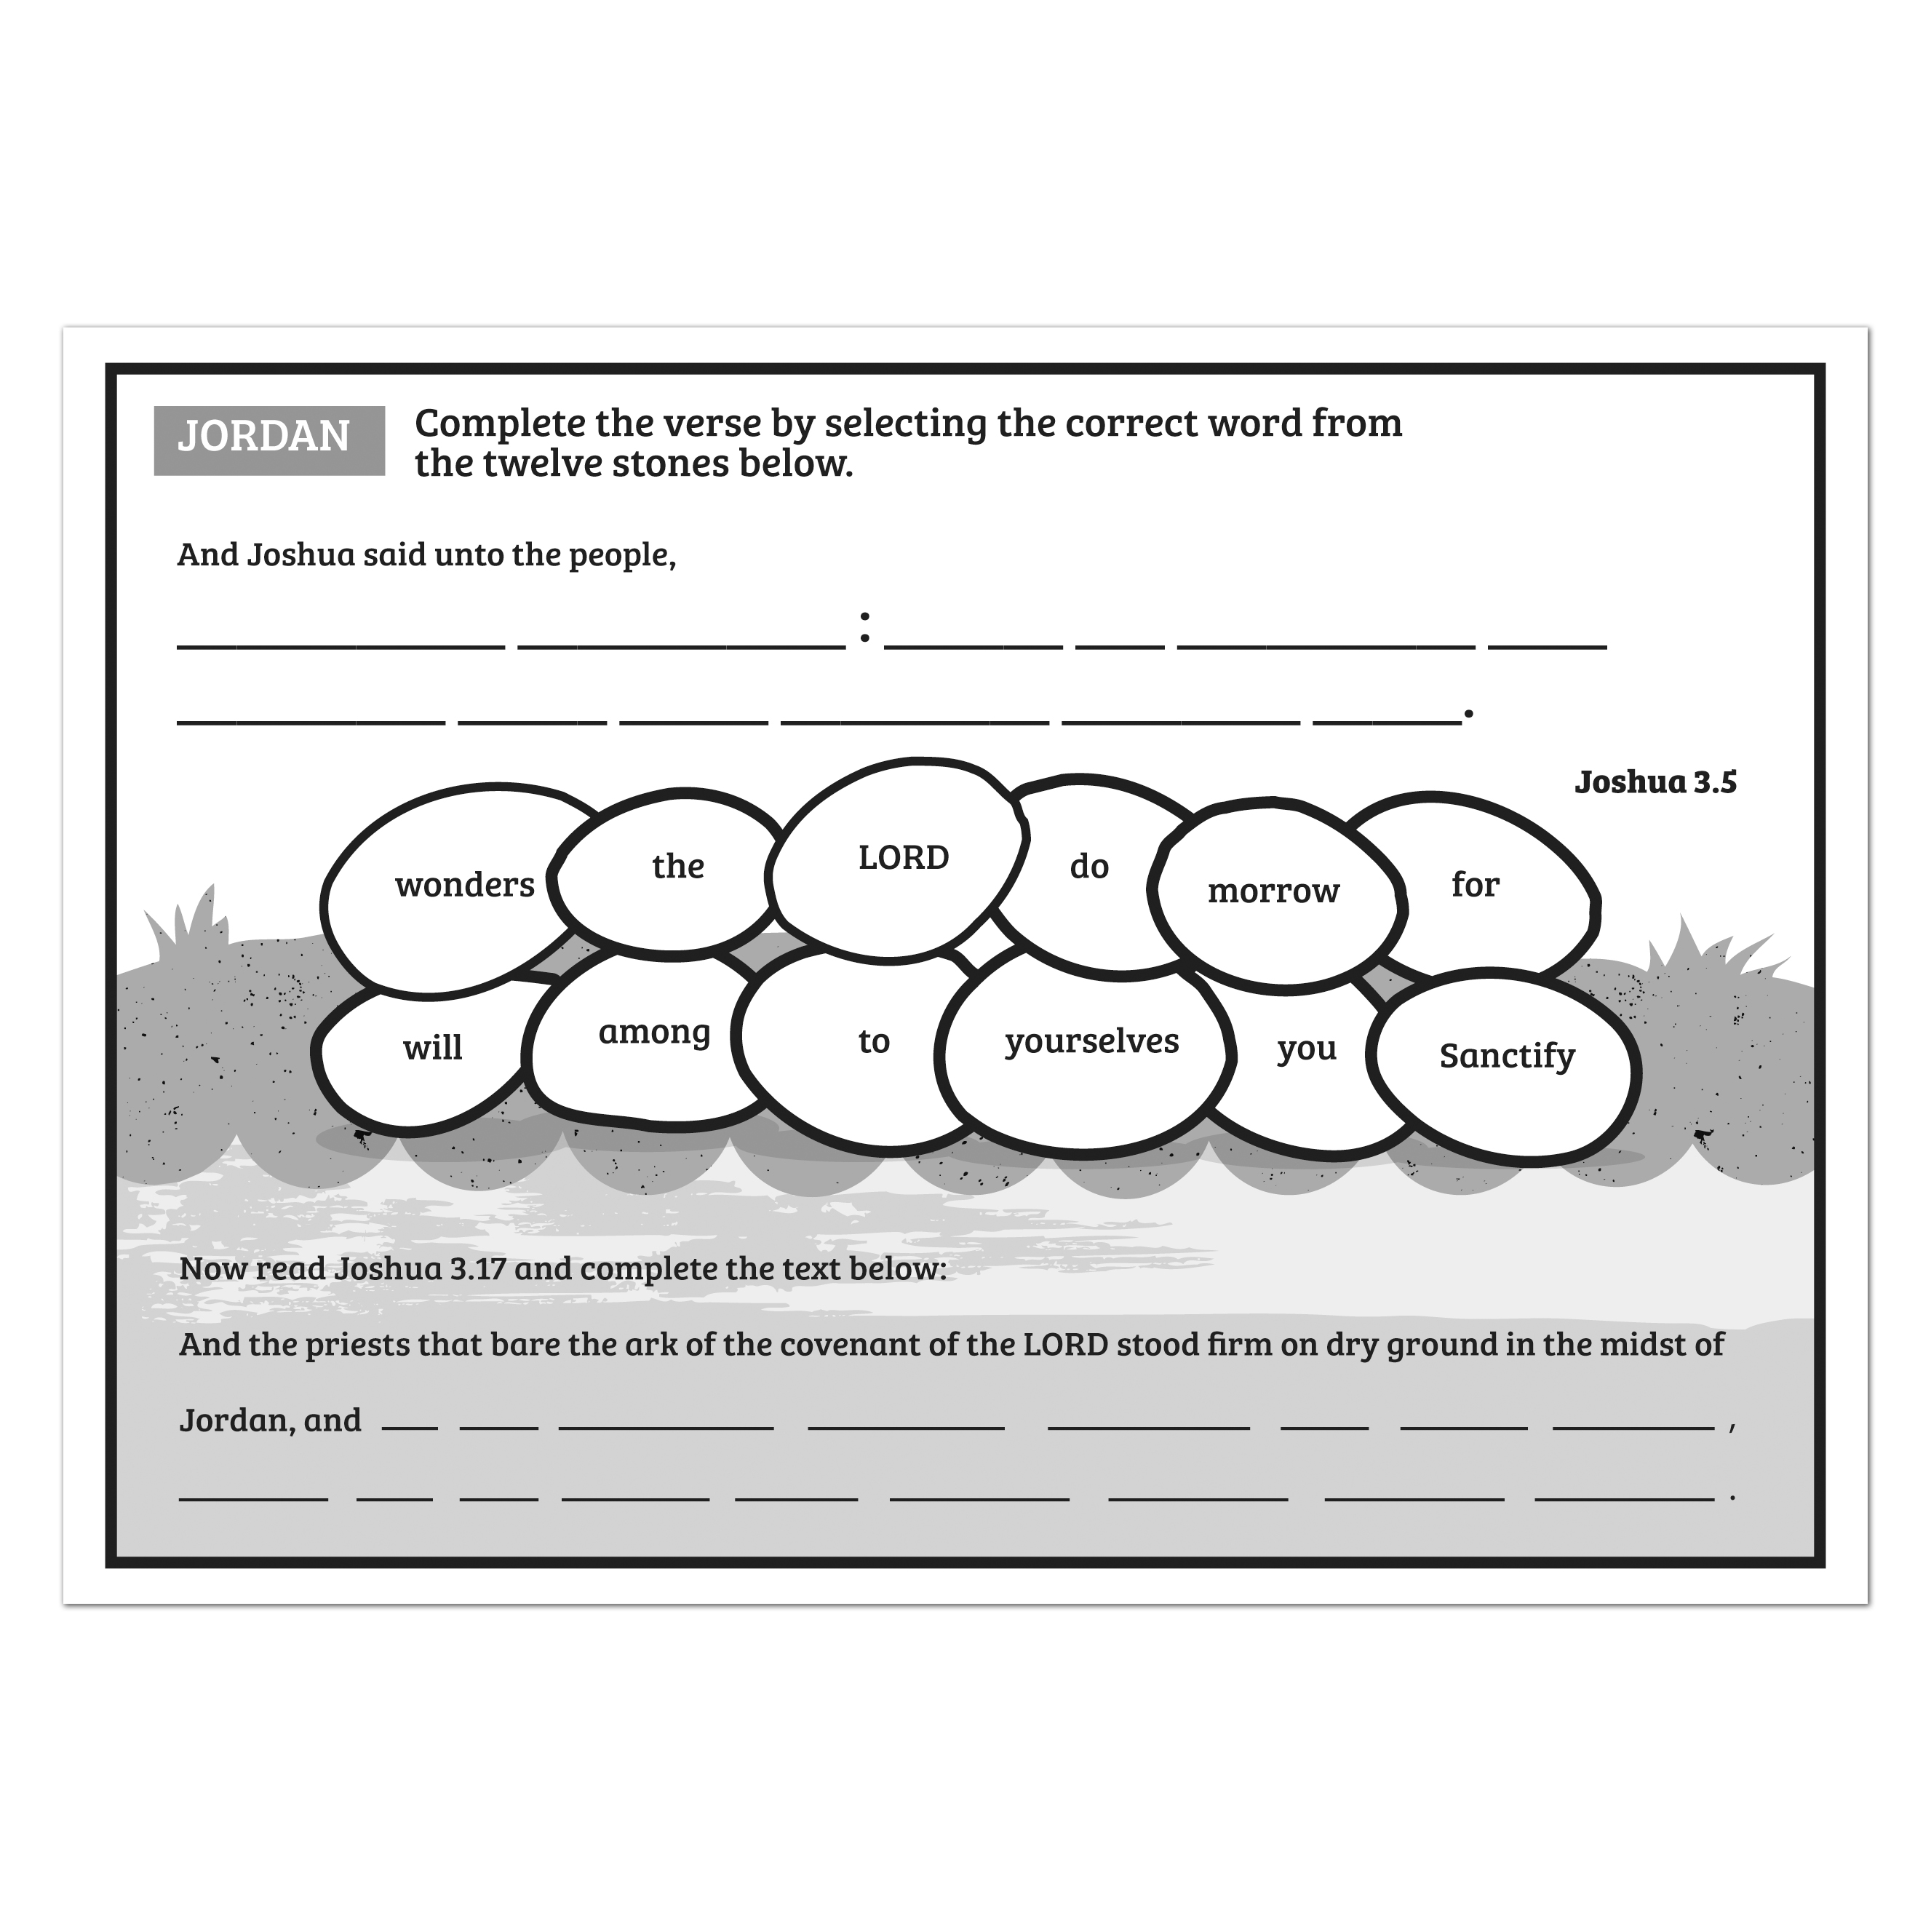 JORDAN
Complete the verse by selecting the correct word from
the twelve stones below.
And Joshua said unto the people,
:
.
Joshua 3.5
wonders the LORD do morrow for
will among to yourselves you Sanctify
Now read Joshua 3.17 and complete the text below:
And the priests that bare the ark of the covenant of the LORD stood firm on dry ground in the midst of
Jordan, and ,
.